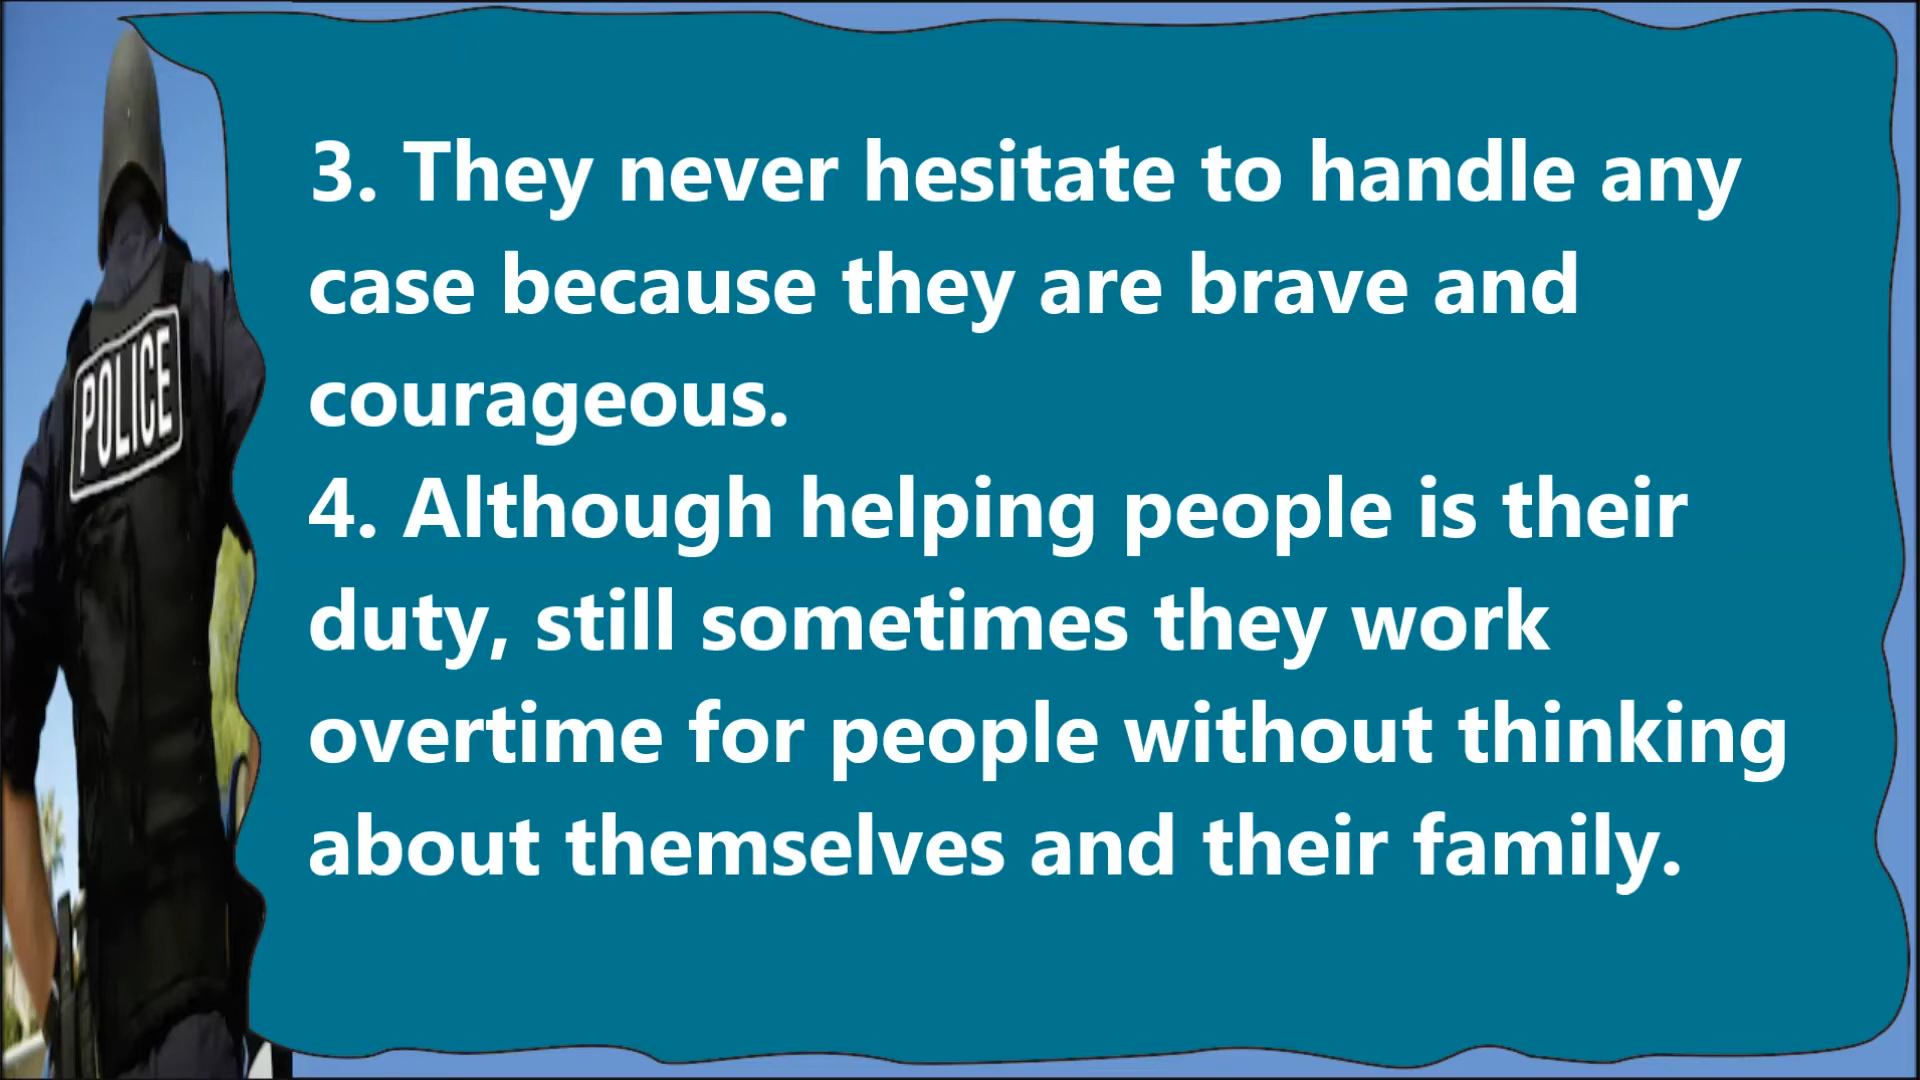 POLICE
3. They never hesitate to handle any
case because they are brave and
courageous.
4. Although helping people is their
duty, still sometimes they work
overtime for people without thinking
about themselves and their family.